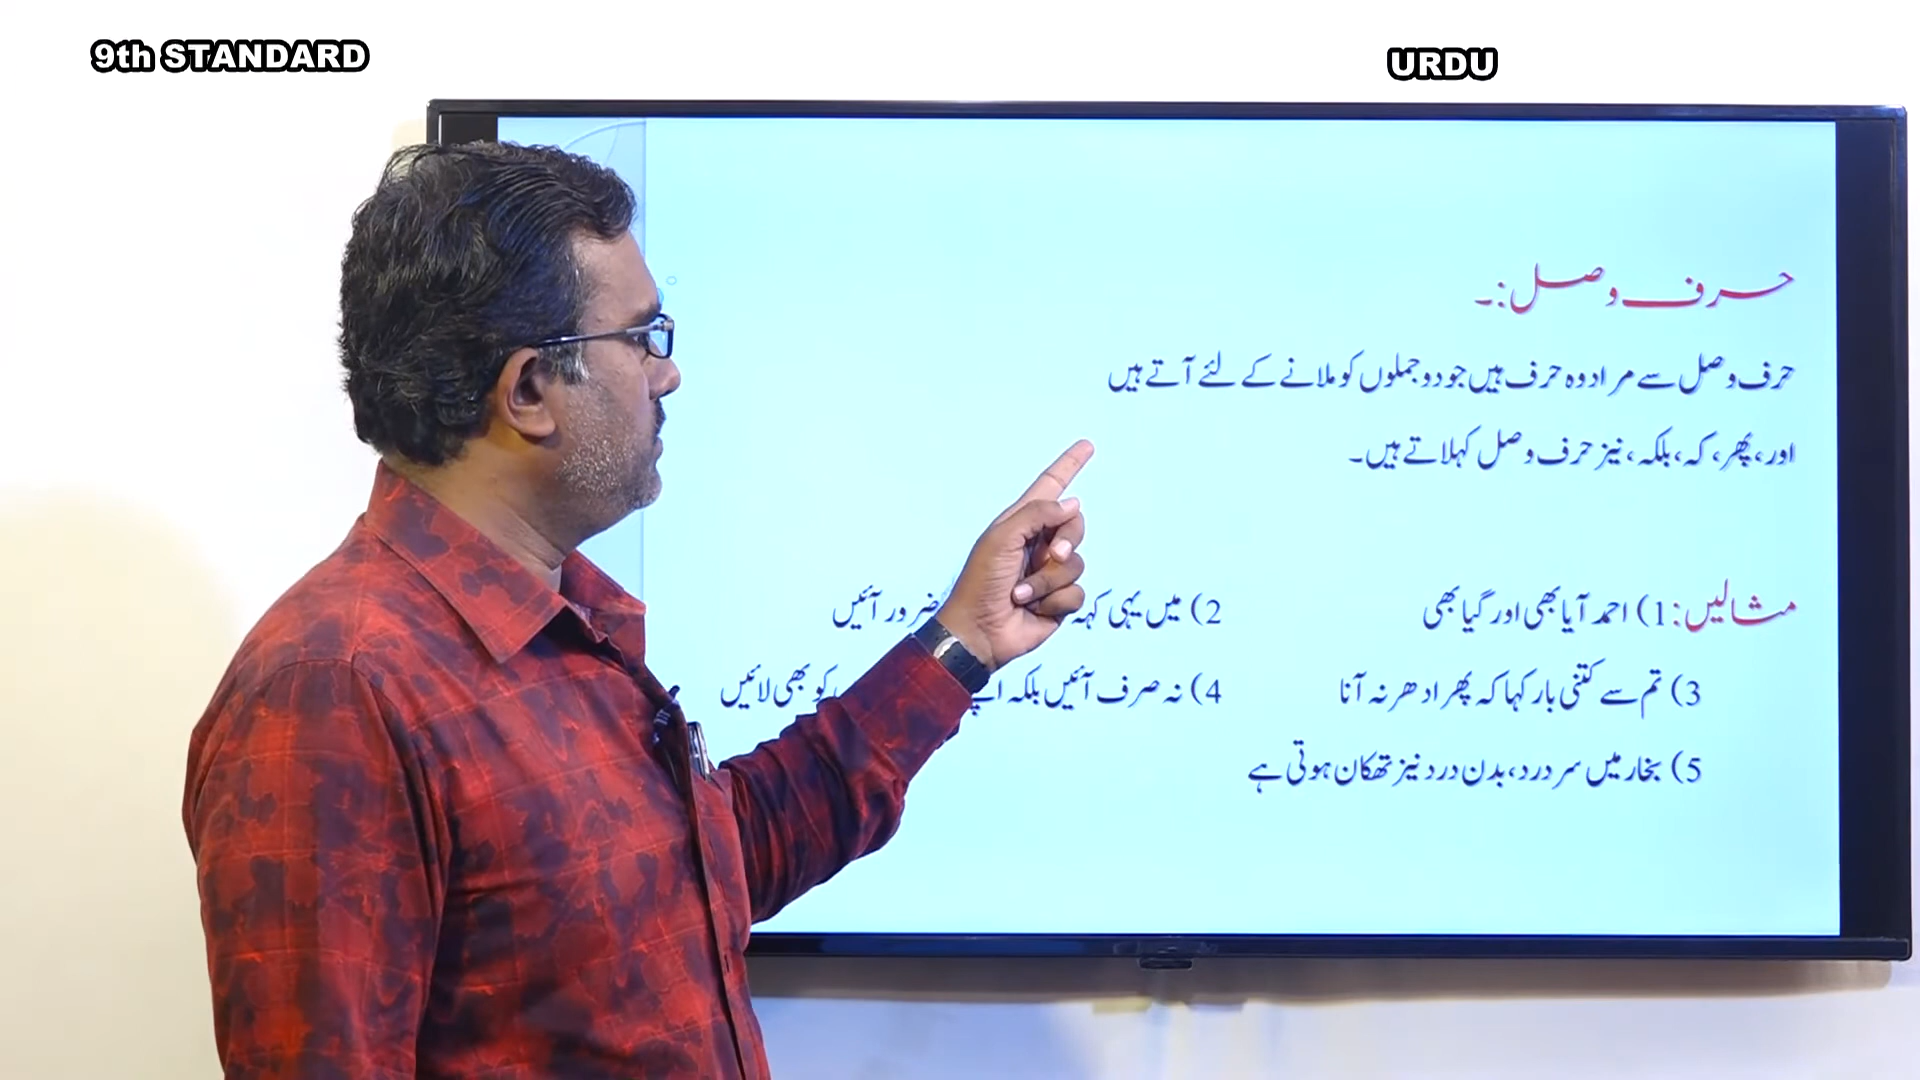 9th STANDARD
URDU
حرف وصل:۔
حرف وصل سے مراد وہ حرف ہیں جو دو جملوں کو ملانے کے لئے آتے ہیں
اور، پھر، کہ، بلکہ، نیز حرف وصل کہلاتے ہیں۔
مثالیں: 1) احمد آیا بھی اور گیا بھی
2) میں یہی کہہ ضرور آئیں
3) تم سے کتنی بار کہا کہ پھر ادھر نہ آنا
4) نہ صرف آئیں بلکہ کو بھی لائیں
5) بخار میں سر درد، بدن درد نیز تھکان ہوتی ہے